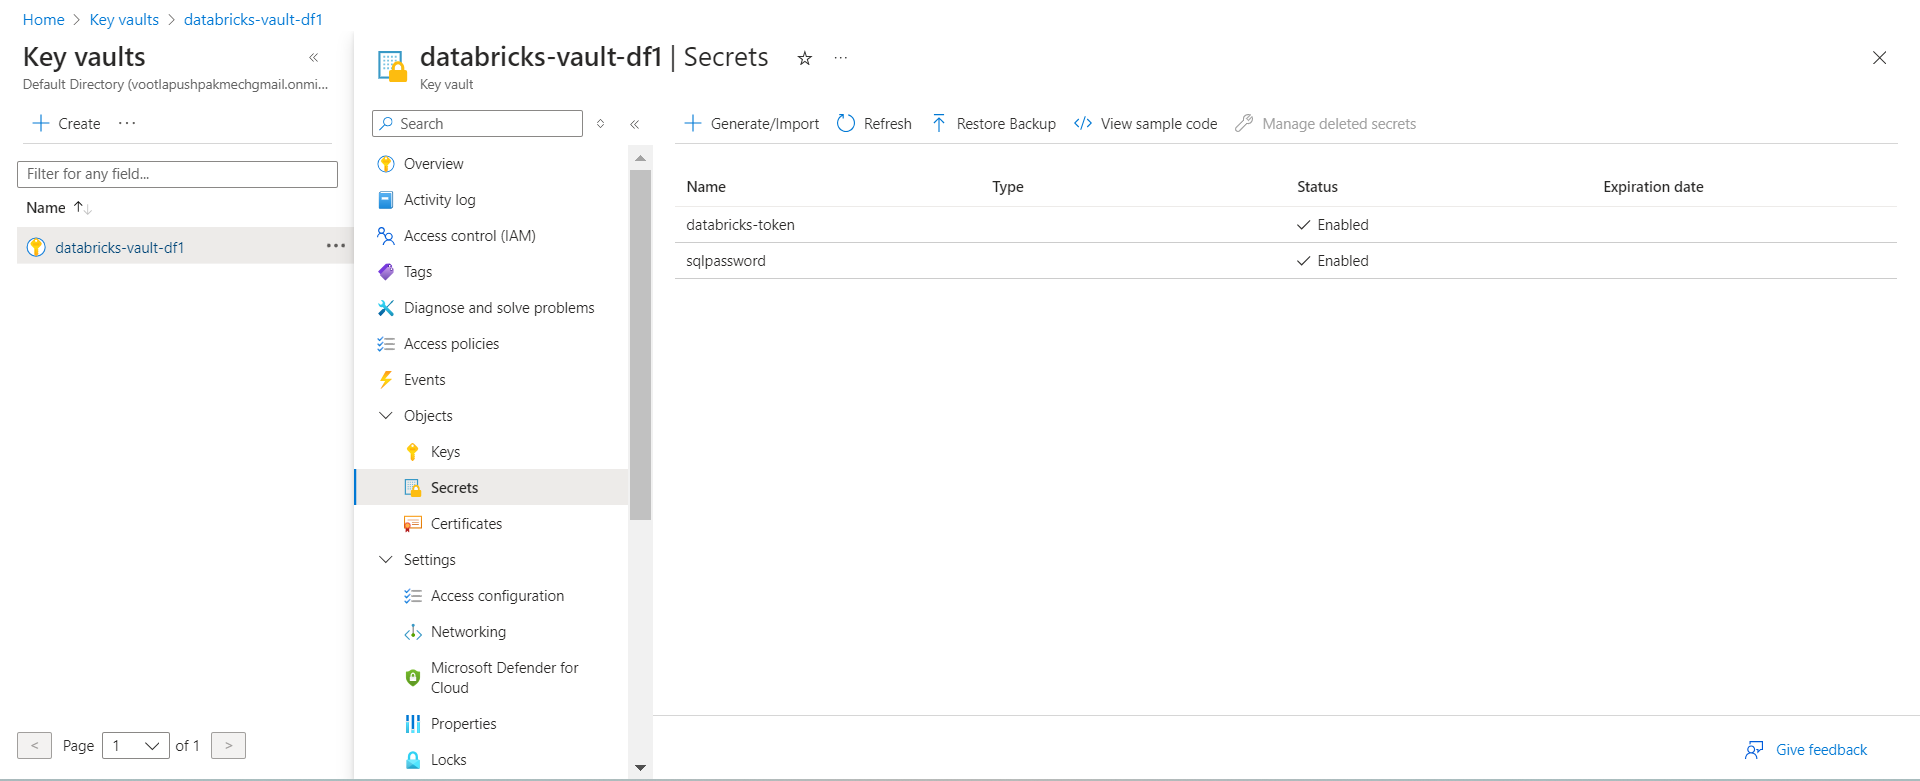 Home > Key vaults > databricks-vault-df1
Key vaults «
Default Directory (vootlapushpakmechgmail.onmi...
+ Create ...
Filter for any field...
Name ↑↓
databricks-vault-df1 ...
< Page 1 of 1 >
databricks-vault-df1 | Secrets ☆ ...
Key vault
Search «
Overview
Activity log
Access control (IAM)
Tags
Diagnose and solve problems
Access policies
Events
Objects
Keys
Secrets
Certificates
Settings
Access configuration
Networking
Microsoft Defender for
Cloud
Properties
Locks
+ Generate/Import Refresh Restore Backup </> View sample code Manage deleted secrets
Name Type Status Expiration date
databricks-token ✓ Enabled
sqlpassword ✓ Enabled
Give feedback